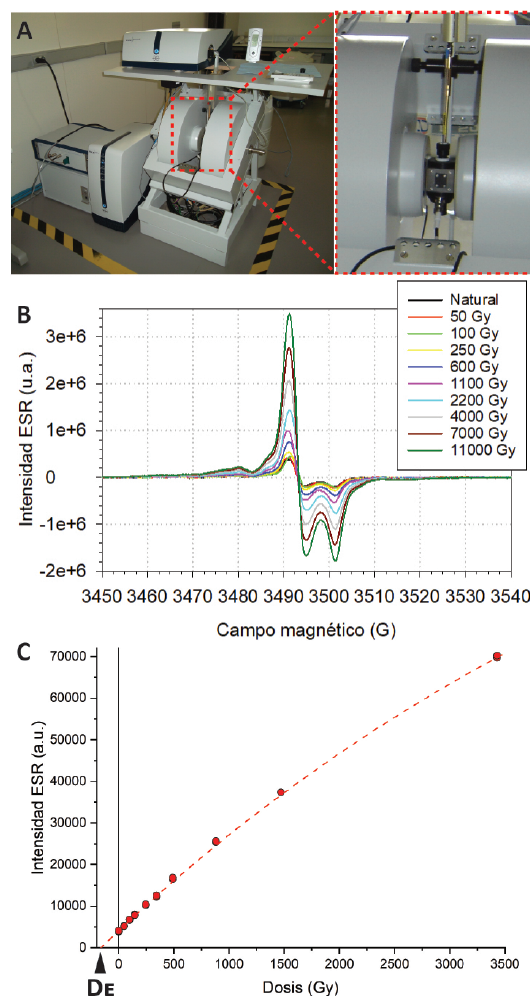 A
B
Intensidad ESR (u.a.)
3e+6
2e+6
1e+6
0
-1e+6
-2e+6
Natural
50 Gy
100 Gy
250 Gy
600 Gy
1100 Gy
2200 Gy
4000 Gy
7000 Gy
11000 Gy
3450 3460 3470 3480 3490 3500 3510 3520 3530 3540
Campo magnético (G)
C
Intensidad ESR (a.u.)
70000
60000
50000
40000
30000
20000
10000
0
0 500 1000 1500 2000 2500 3000 3500
DE
Dosis (Gy)